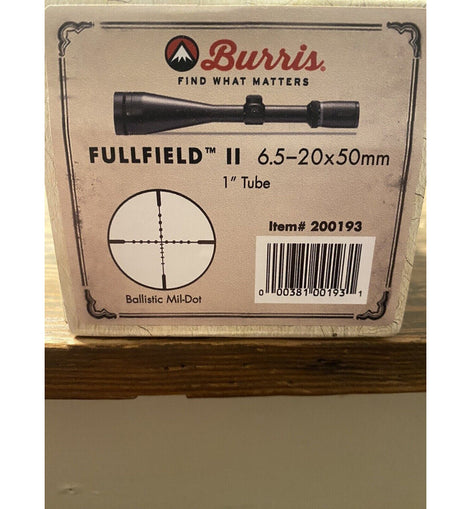 Burris®
FIND WHAT MATTERS
FULLFIELD™ II 6.5–20x50mm
1" Tube
Item# 200193
Ballistic Mil-Dot
0 00381 00193 1